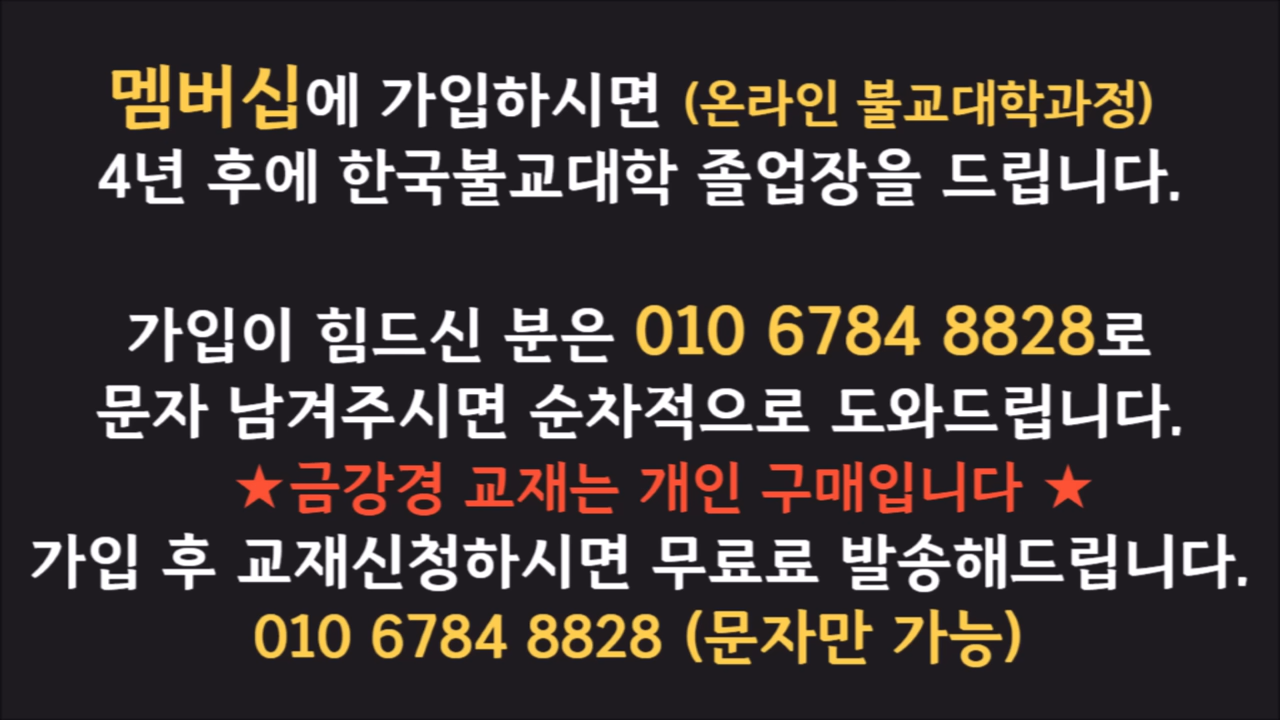 멤버십에 가입하시면 (온라인 불교대학과정)
4년 후에 한국불교대학 졸업장을 드립니다.
가입이 힘드신 분은 010 6784 8828로
문자 남겨주시면 순차적으로 도와드립니다.
★금강경 교재는 개인 구매입니다 ★
가입 후 교재신청하시면 무료료 발송해드립니다.
010 6784 8828 (문자만 가능)